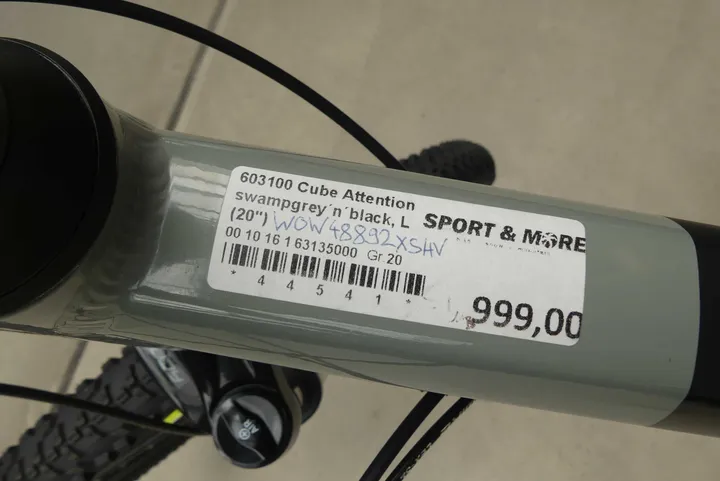 603100 Cube Attention
swampgrey´n´black, L
(20") WOW48892XSHV
SPORT & MORE
00 10 16 1 63135000 Gr 20
* 4 4 5 4 1 *
999,00
AIR